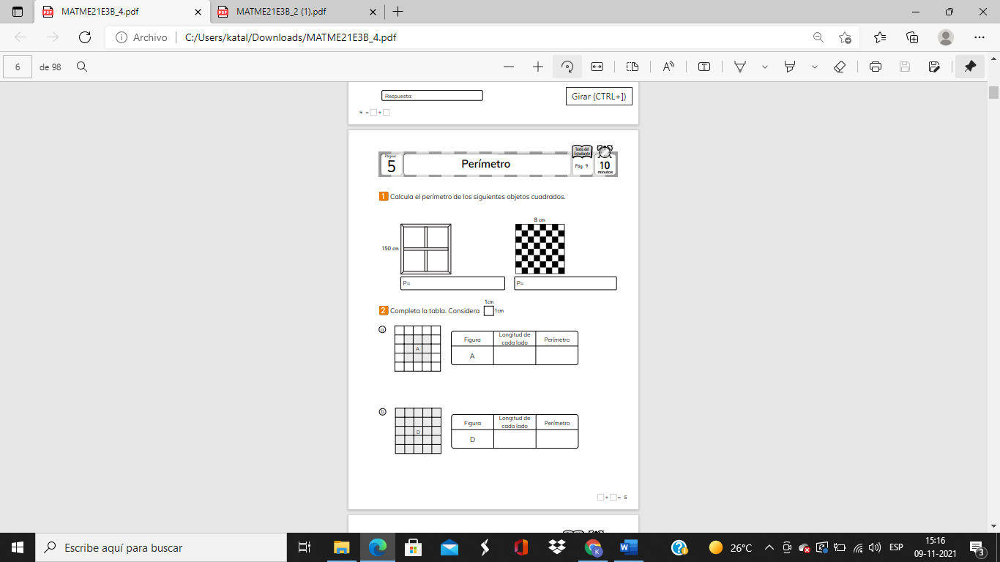 MATME21E3B_4.pdf
MATME21E3B_2 (1).pdf
Archivo
C:/Users/katal/Downloads/MATME21E3B_4.pdf
6
de 98
Respuesta:
Girar (CTRL+])
9 = +
Página
5
Perímetro
Texto del
Estudiante
Pág. 9
10
minutos
1 Calcula el perímetro de los siguientes objetos cuadrados.
150 cm
8 cm
P=
P=
2 Completa la tabla. Considera
1cm
1cm
a
A
Figura
Longitud de
cada lado
Perímetro
A
b
D
Figura
Longitud de
cada lado
Perímetro
D
+ = 5
Escribe aquí para buscar
K
26°C
ESP
15:16
09-11-2021
3